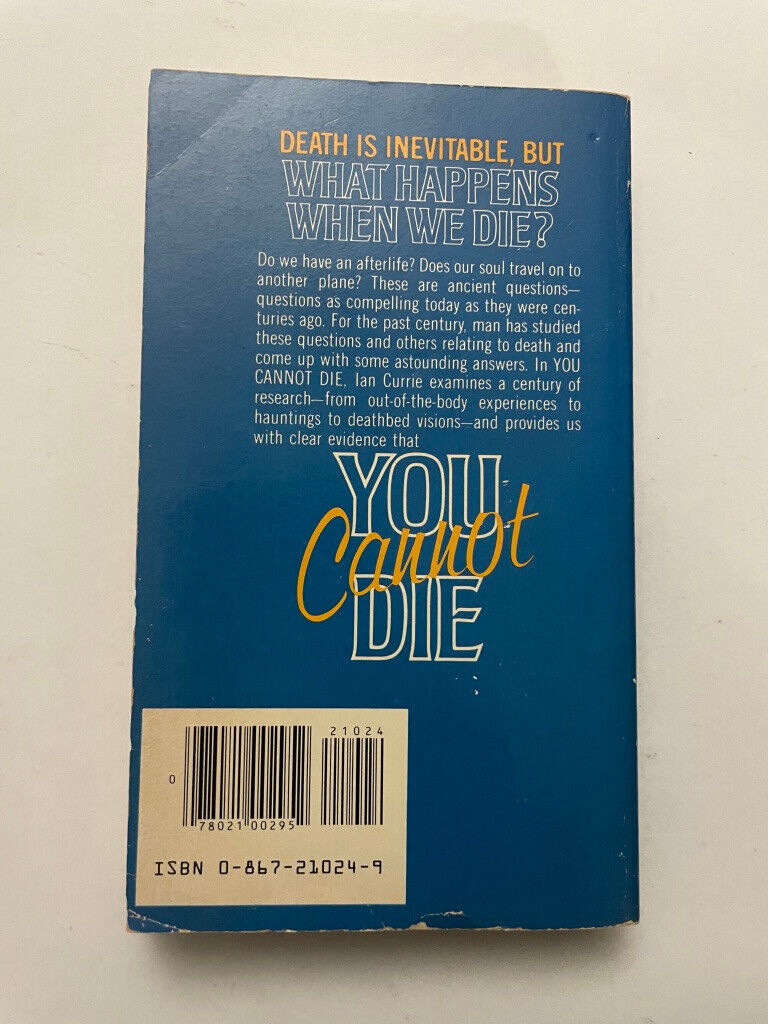 DEATH IS INEVITABLE, BUT
WHAT HAPPENS
WHEN WE DIE?
Do we have an afterlife? Does our soul travel on to
another plane? These are ancient questions—
questions as compelling today as they were cen-
turies ago. For the past century, man has studied
these questions and others relating to death and
come up with some astounding answers. In YOU
CANNOT DIE, Ian Currie examines a century of
research—from out-of-the-body experiences to
hauntings to deathbed visions—and provides us
with clear evidence that
YOU
Cannot
DIE
21024
0
78021 00295
ISBN 0-867-21024-9